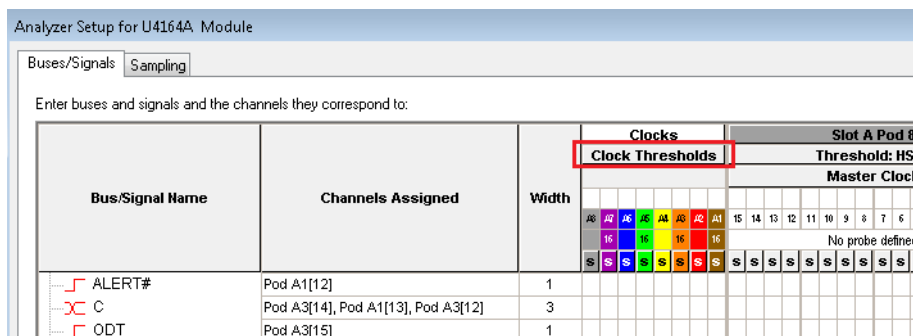 Analyzer Setup for U4164A Module
Buses/Signals Sampling
Enter buses and signals and the channels they correspond to:
Clocks Slot A Pod 8
Clock Thresholds Threshold: HS
Master Cloc
Bus/Signal Name Channels Assigned Width
A8 A7 A6 A5 A4 A3 A2 A1 15 14 13 12 11 10 9 8 7 6
16 16 16 16 No probe define
S S S S S S S S S S S S S S S S S S
ALERT# Pod A1[12] 1
C Pod A3[14], Pod A1[13], Pod A3[12] 3
ODT Pod A3[15] 1